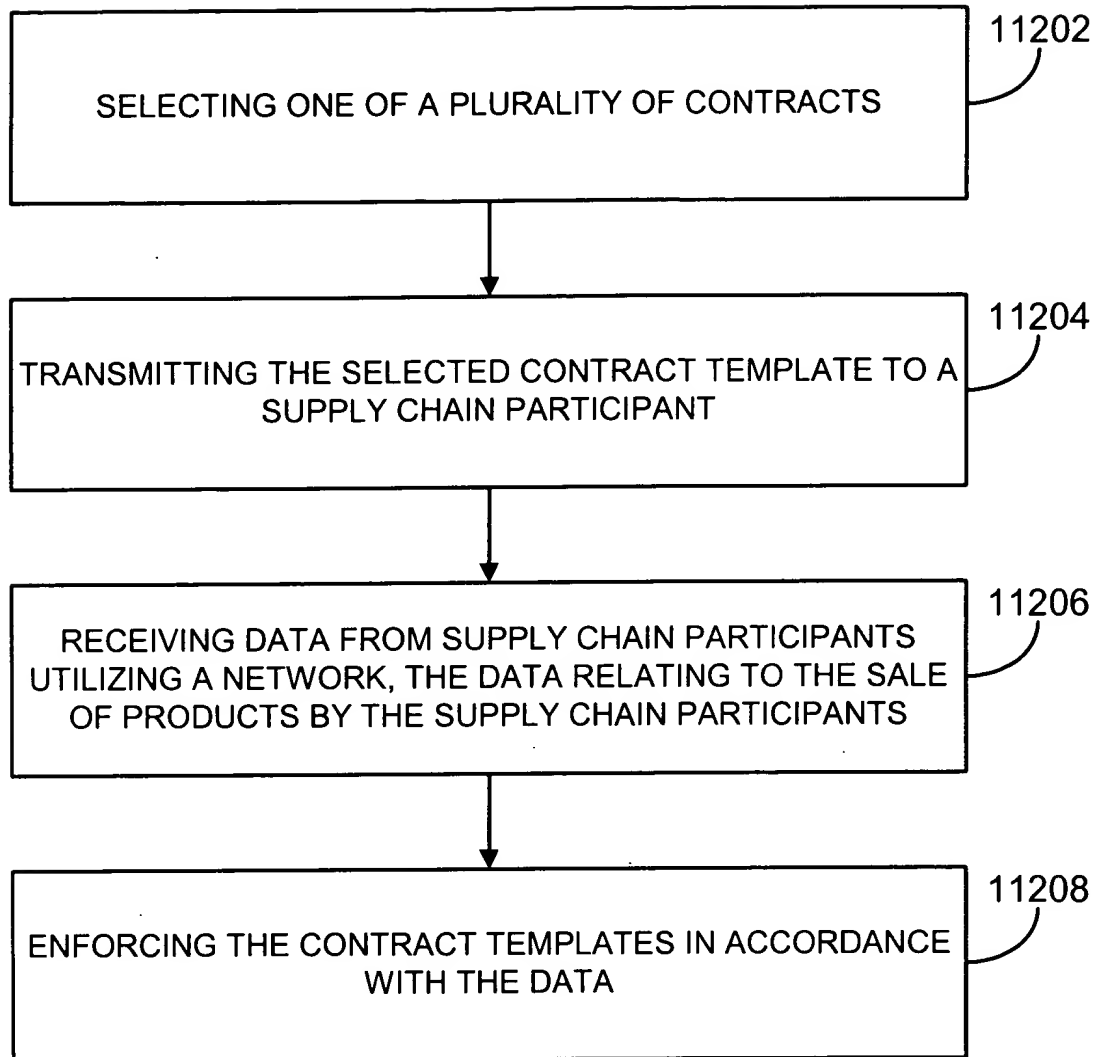 11202
SELECTING ONE OF A PLURALITY OF CONTRACTS
11204
TRANSMITTING THE SELECTED CONTRACT TEMPLATE TO A
SUPPLY CHAIN PARTICIPANT
11206
RECEIVING DATA FROM SUPPLY CHAIN PARTICIPANTS
UTILIZING A NETWORK, THE DATA RELATING TO THE SALE
OF PRODUCTS BY THE SUPPLY CHAIN PARTICIPANTS
11208
ENFORCING THE CONTRACT TEMPLATES IN ACCORDANCE
WITH THE DATA